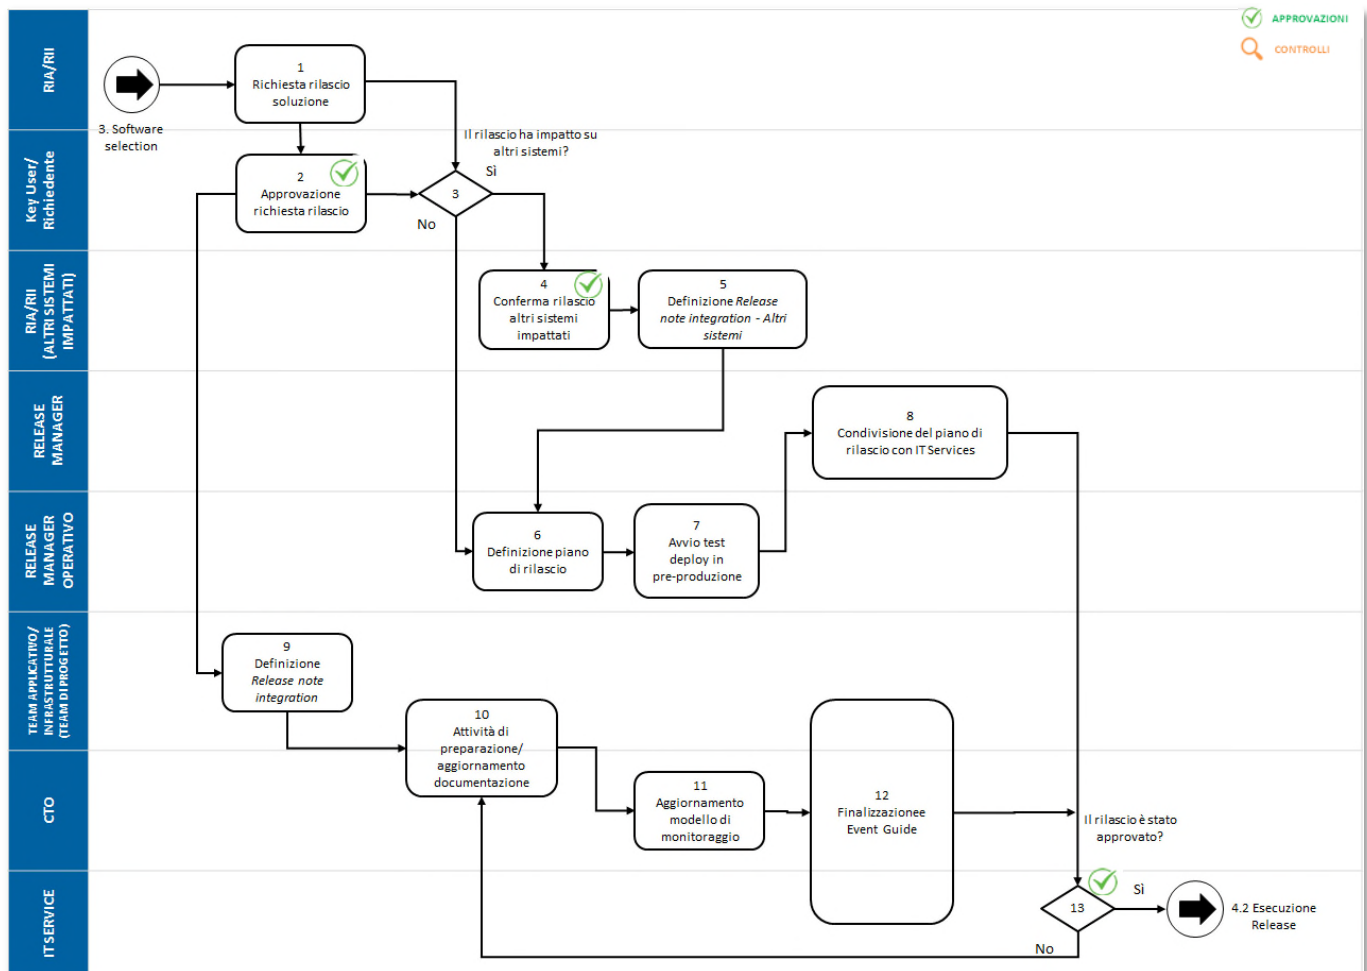 APPROVAZIONI
CONTROLLI
RIA/RII
3. Software
selection
1
Richiesta rilascio
soluzione
Il rilascio ha impatto su
altri sistemi?
Key User/
Richiedente
2
Approvazione
richiesta rilascio
3
Sì
No
RIA/RII
(ALTRI SISTEMI
IMPATTATI)
4
Conferma rilascio
altri sistemi
impattati
5
Definizione Release
note integration - Altri
sistemi
RELEASE
MANAGER
8
Condivisione del piano di
rilascio con IT Services
RELEASE
MANAGER
OPERATIVO
6
Definizione piano
di rilascio
7
Avvio test
deploy in
pre-produzione
TEAM APPLICATIVO/
INFRASTRUTTURALE
(TEAM DI PROGETTO)
9
Definizione
Release note
integration
10
Attività di
preparazione/
aggiornamento
documentazione
CTO
11
Aggiornamento
modello di
monitoraggio
12
Finalizzazionee
Event Guide
Il rilascio è stato
approvato?
IT SERVICE
13
Sì
No
4.2 Esecuzione
Release